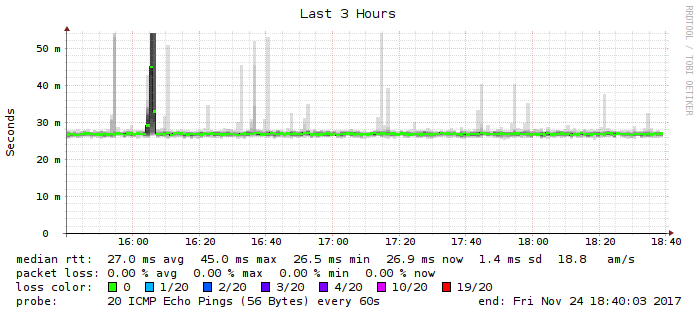 Last 3 Hours
RRDTOOL / TOBI OETIKER
Seconds
50 m
40 m
30 m
20 m
10 m
0
16:00 16:20 16:40 17:00 17:20 17:40 18:00 18:20 18:40
median rtt: 27.0 ms avg 45.0 ms max 26.5 ms min 26.9 ms now 1.4 ms sd 18.8 am/s
packet loss: 0.00 % avg 0.00 % max 0.00 % min 0.00 % now
loss color: 0 1/20 2/20 3/20 4/20 10/20 19/20
probe: 20 ICMP Echo Pings (56 Bytes) every 60s end: Fri Nov 24 18:40:03 2017